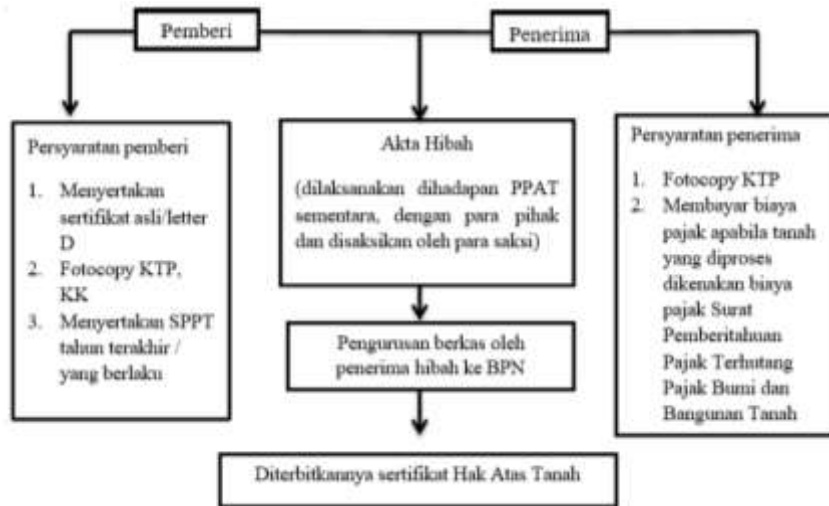 Pemberi
Penerima
Persyaratan pemberi
1. Menyertakan
sertifikat asli/letter
D
2. Fotocopy KTP,
KK
3. Menyertakan SPPT
tahun terakhir /
yang berlaku
Akta Hibah
(dilaksanakan dihadapan PPAT
sementara, dengan para pihak
dan disaksikan oleh para saksi)
Pengurusan berkas oleh
penerima hibah ke BPN
Persyaratan penerima
1. Fotocopy KTP
2. Membayar biaya
pajak apabila tanah
yang diproses
dikenakan biaya
pajak Surat
Pemberitahuan
Pajak Terhutang
Pajak Bumi dan
Bangunan Tanah
Diterbitkannya sertifikat Hak Atas Tanah